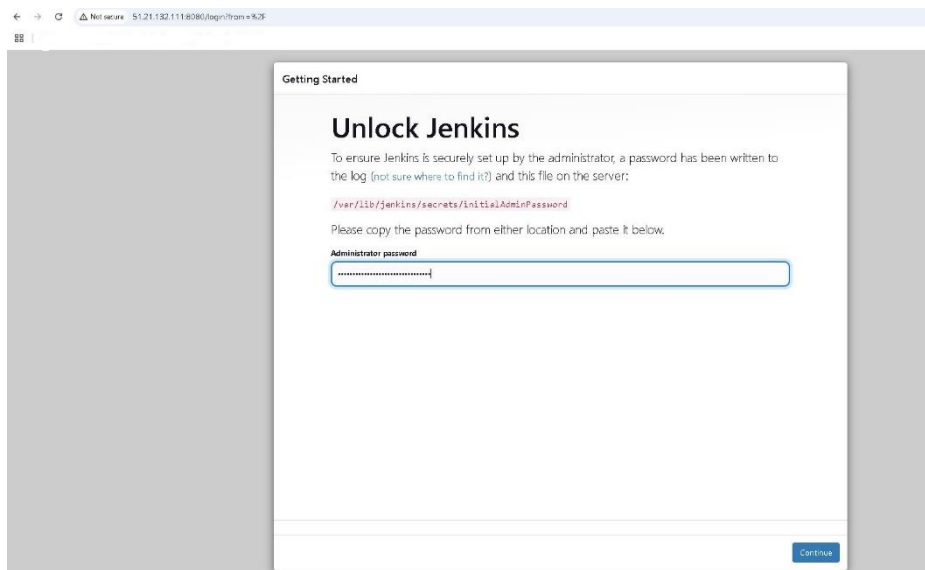 Not secure 51.21.132.111:8080/login?from=%2F
Getting Started
Unlock Jenkins
To ensure Jenkins is securely set up by the administrator, a password has been written to
the log (not sure where to find it?) and this file on the server:
/var/lib/jenkins/secrets/initialAdminPassword
Please copy the password from either location and paste it below.
Administrator password
Continue